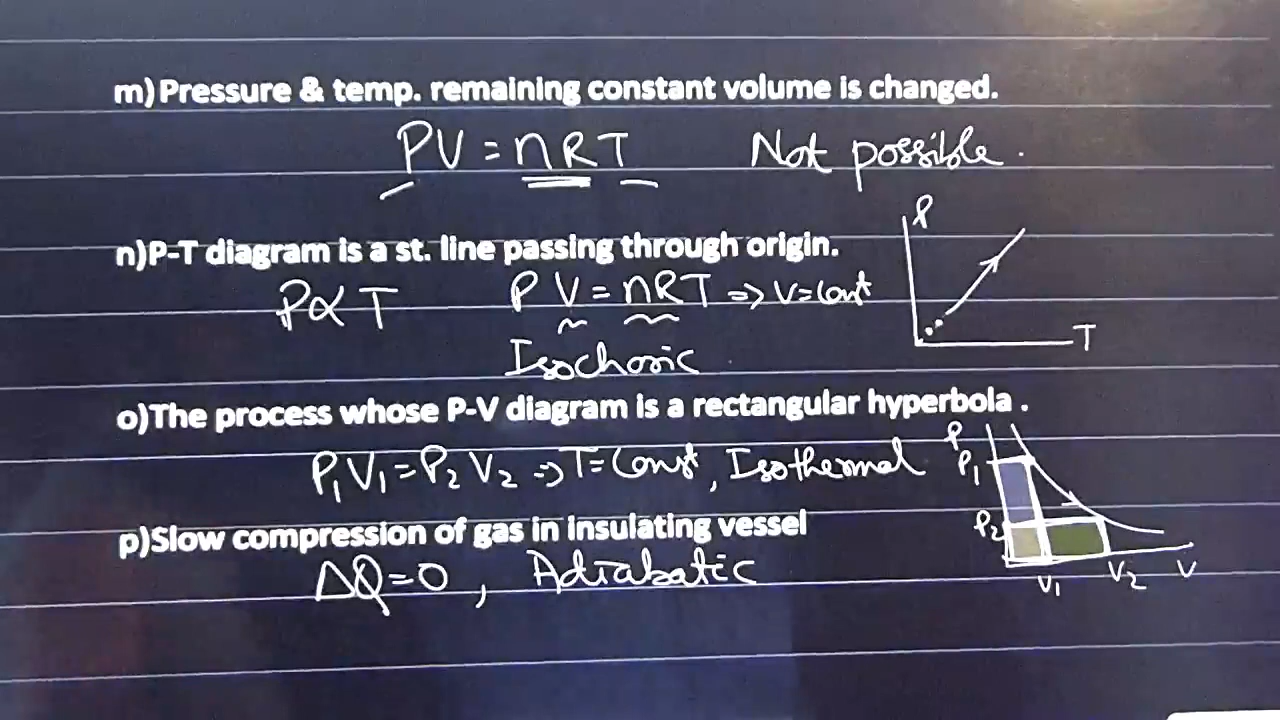 m) Pressure & temp. remaining constant volume is changed.
PV = nRT Not possible.
P
n)P-T diagram is a st. line passing through origin.
P∝T PV = nRT => V=Const
T
Isochoric
o)The process whose P-V diagram is a rectangular hyperbola .
P
P₁V₁ = P₂V₂ => T=Const, Isothermal
P₁
p)Slow compression of gas in insulating vessel
P₂
ΔQ=0, Adiabatic
V₁ V₂ V